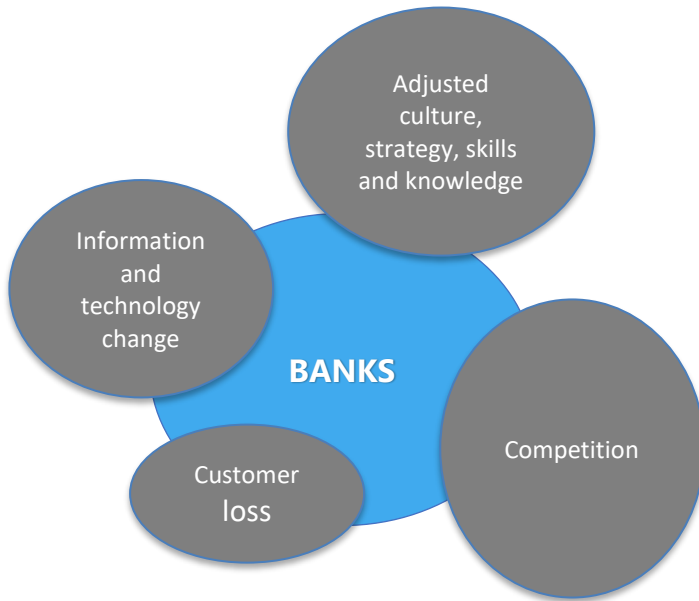 Adjusted
culture,
strategy, skills
and knowledge
Information
and
technology
change
BANKS
Competition
Customer
loss